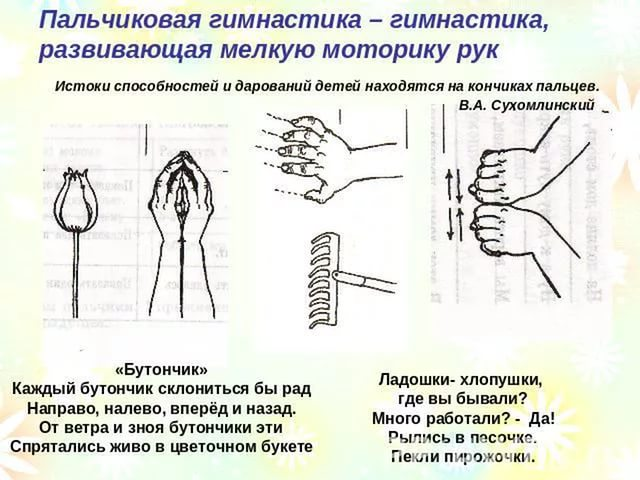 Пальчиковая гимнастика – гимнастика,
развивающая мелкую моторику рук
Истоки способностей и дарований детей находятся на кончиках пальцев.
В.А. Сухомлинский
«Бутончик»
Каждый бутончик склониться бы рад
Направо, налево, вперёд и назад.
От ветра и зноя бутончики эти
Спрятались живо в цветочном букете
Ладошки- хлопушки,
где вы бывали?
Много работали? - Да!
Рылись в песочке.
Пекли пирожочки.